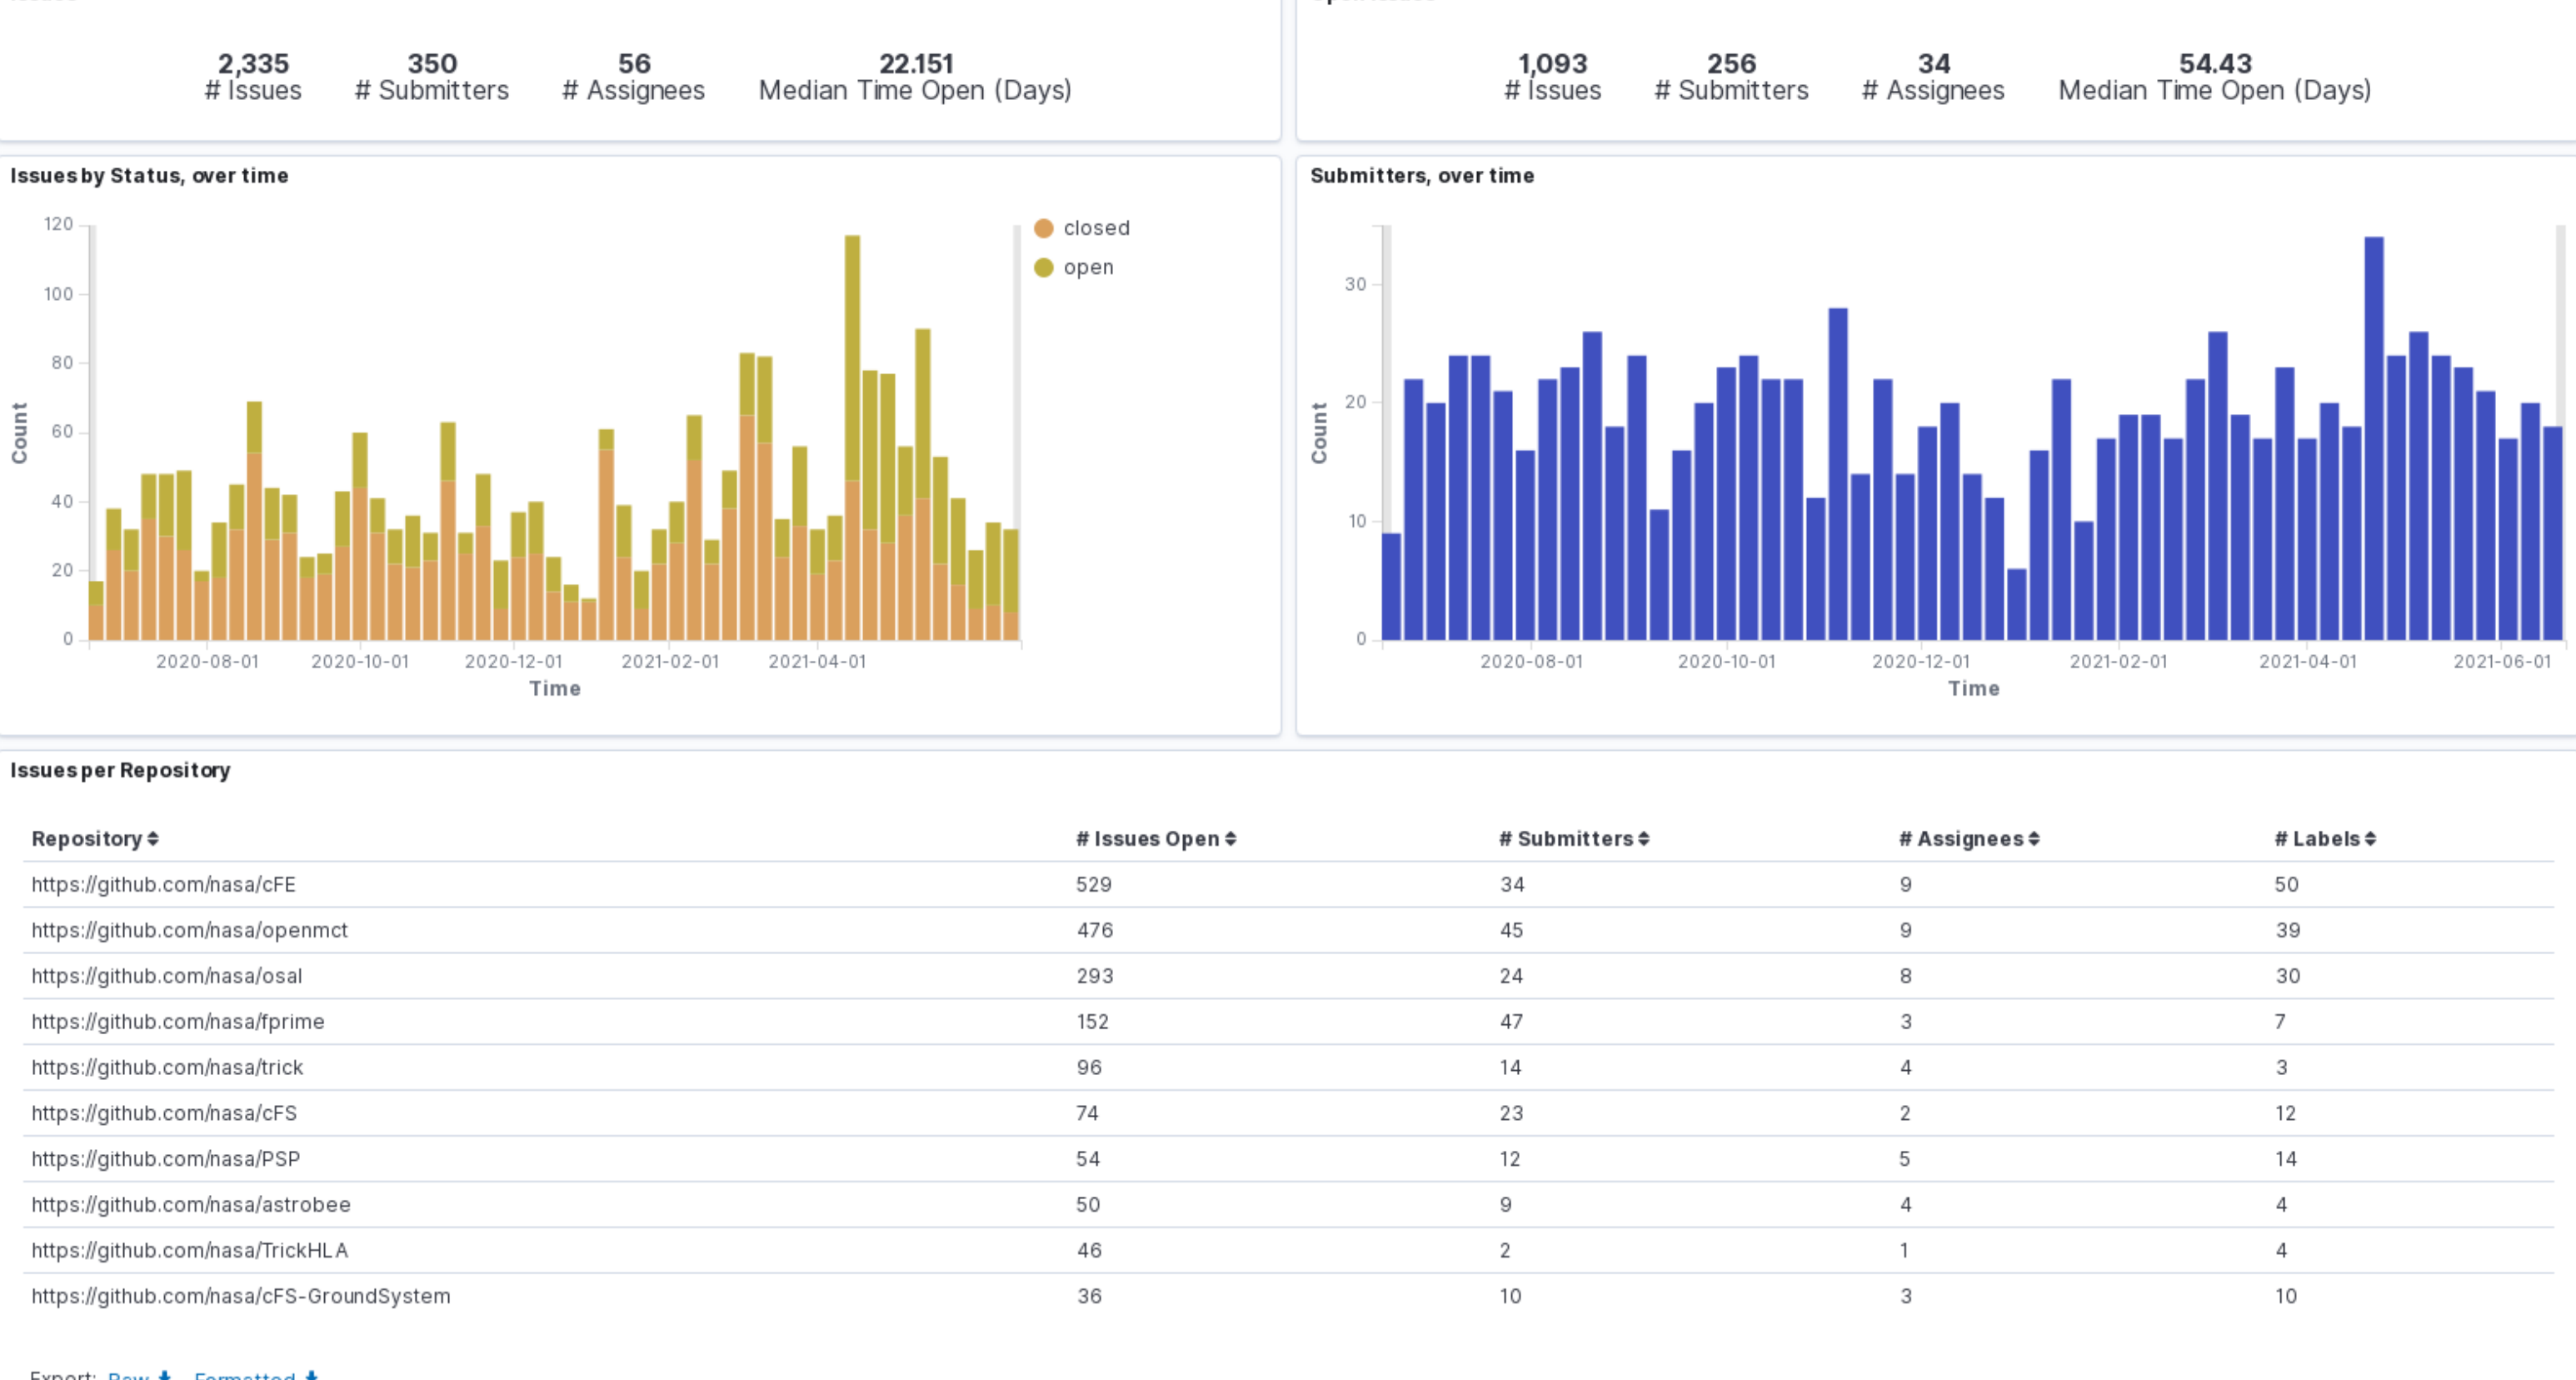 2,335 350 56 22.151
# Issues # Submitters # Assignees Median Time Open (Days)
1,093 256 34 54.43
# Issues # Submitters # Assignees Median Time Open (Days)
Issues by Status, over time
120
100
80
60
40
20
0
Count
2020-08-01 2020-10-01 2020-12-01 2021-02-01 2021-04-01
Time
closed
open
Submitters, over time
30
20
10
0
Count
2020-08-01 2020-10-01 2020-12-01 2021-02-01 2021-04-01 2021-06-01
Time
Issues per Repository
Repository # Issues Open # Submitters # Assignees # Labels
https://github.com/nasa/cFE 529 34 9 50
https://github.com/nasa/openmct 476 45 9 39
https://github.com/nasa/osal 293 24 8 30
https://github.com/nasa/fprime 152 47 3 7
https://github.com/nasa/trick 96 14 4 3
https://github.com/nasa/cFS 74 23 2 12
https://github.com/nasa/PSP 54 12 5 14
https://github.com/nasa/astrobee 50 9 4 4
https://github.com/nasa/TrickHLA 46 2 1 4
https://github.com/nasa/cFS-GroundSystem 36 10 3 10
Export: Raw Formatted